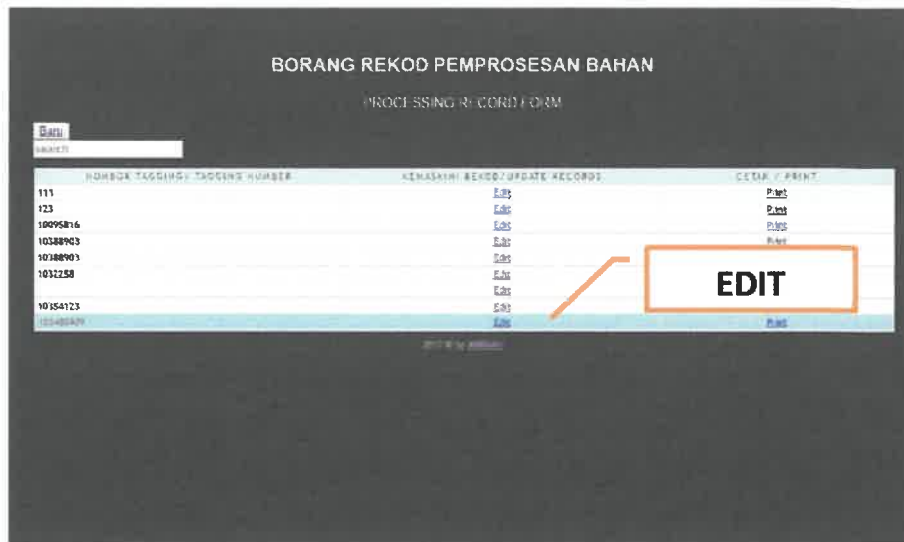 BORANG REKOD PEMPROSESAN BAHAN
PROCESSING RECORD FORM
Baru
search
NOMBOR TAGGING / TAGGING NUMBER KEMASKINI REKOD/UPDATE RECORDS CETAK / PRINT
111 Edit Print
123 Edit Print
10095816 Edit Print
10388903 Edit Print
10388903 Edit
1032258 Edit
Edit
10354123 Edit
Edit Print
EDIT